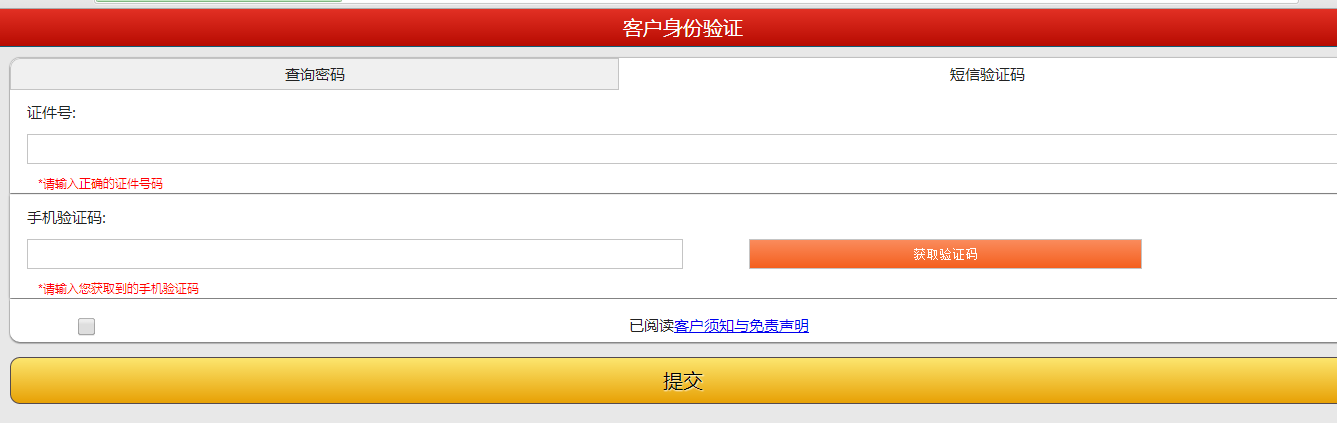 客户身份验证
查询密码
短信验证码
证件号:
*请输入正确的证件号码
手机验证码:
获取验证码
*请输入您获取到的手机验证码
已阅读客户须知与免责声明
提交